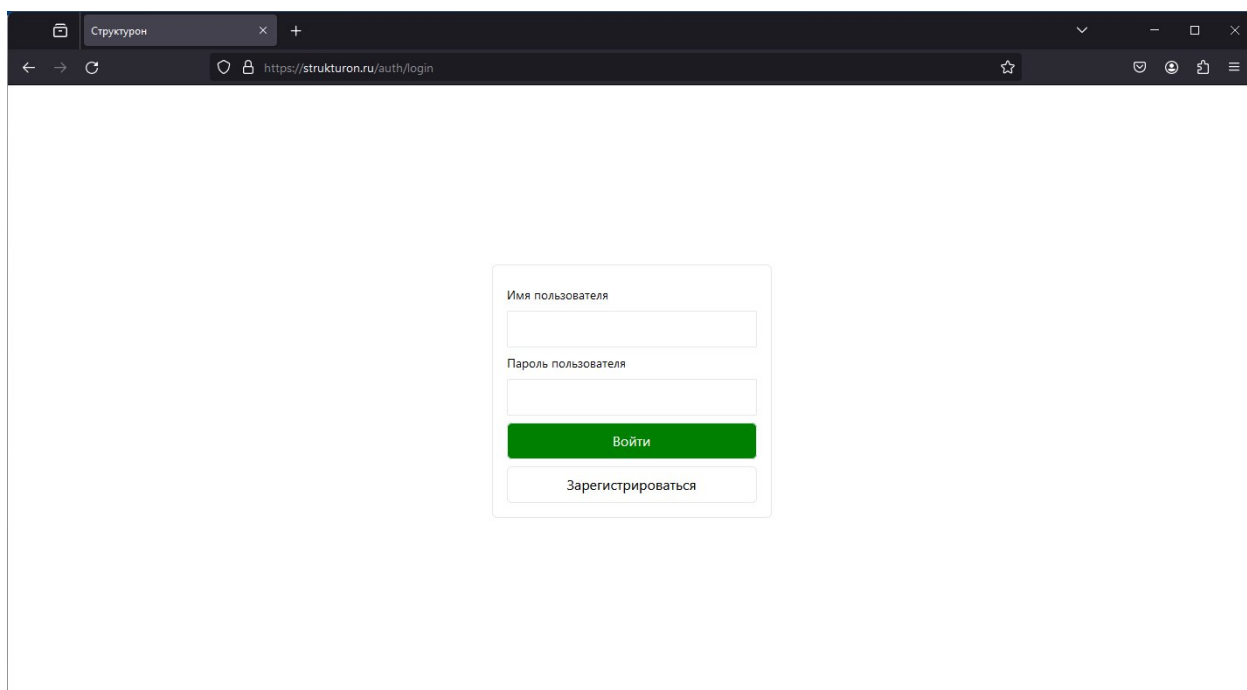 Структурон
https://strukturon.ru/auth/login
Имя пользователя
Пароль пользователя
Войти
Зарегистрироваться